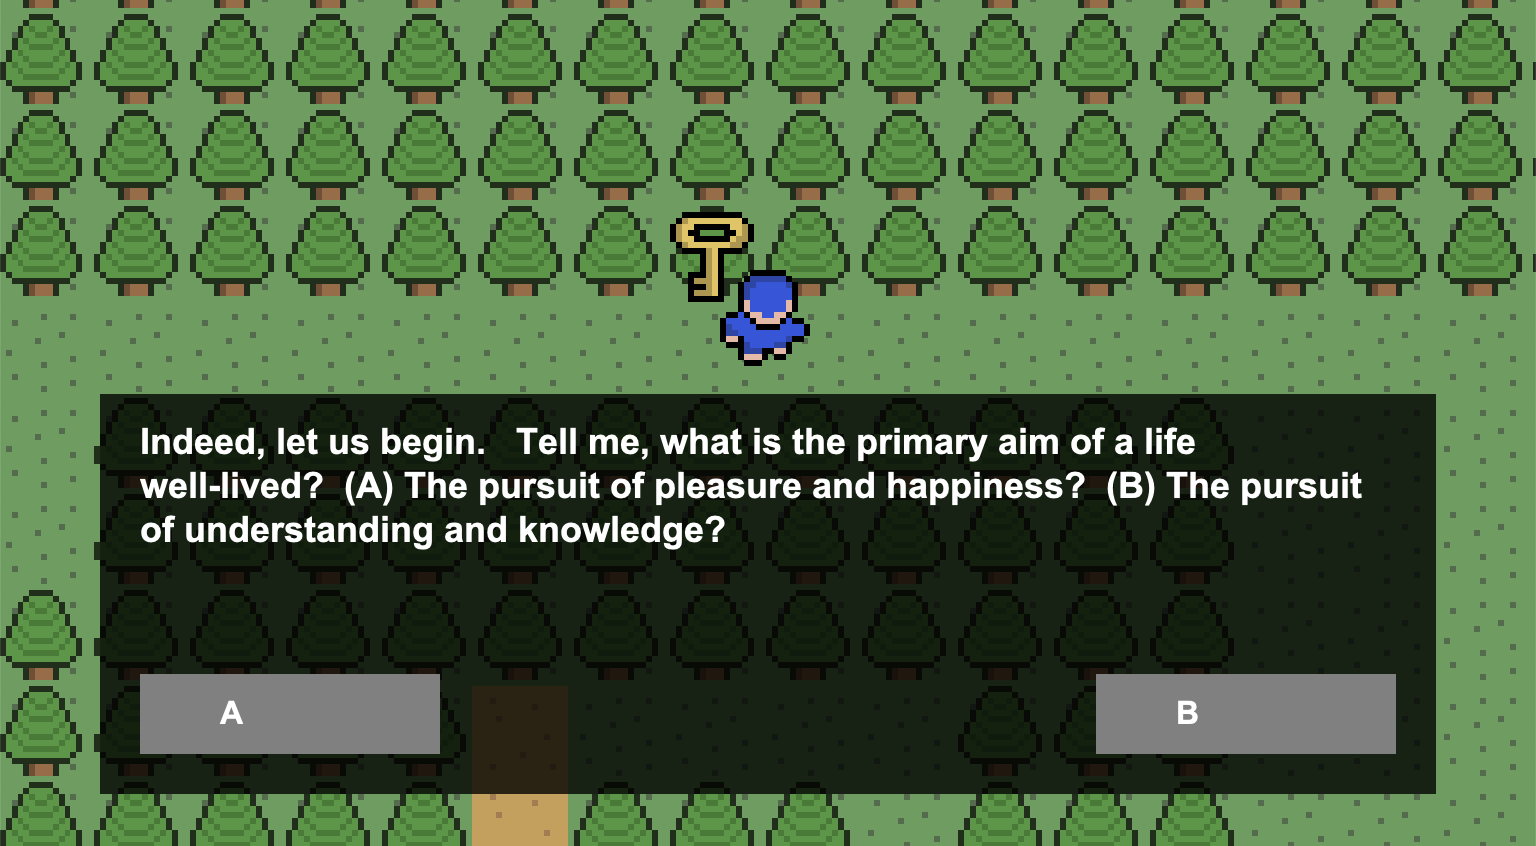 Indeed, let us begin.   Tell me, what is the primary aim of a life
well-lived?  (A) The pursuit of pleasure and happiness?  (B) The pursuit
of understanding and knowledge?
A
B